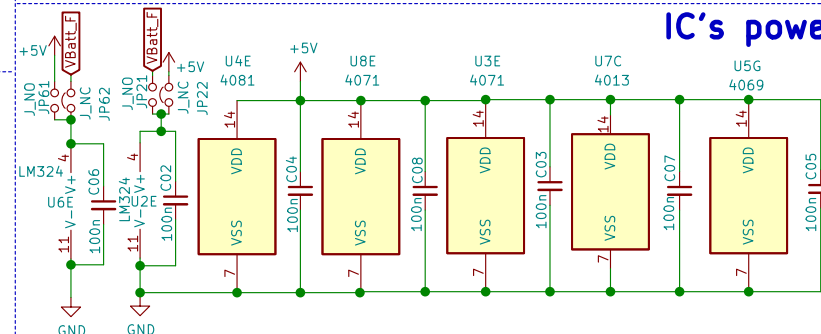 IC's powe
+5V
VBatt_F
J_NO
JP61
J_NC
JP62
4
LM324
U6E
V+
V-
11
C06
100n
GND
VBatt_F
+5V
J_NO
JP21
J_NC
JP22
4
LM324
U2E
V+
V-
11
C02
100n
GND
U4E
4081
14
VDD
VSS
7
+5V
C04
100n
U8E
4071
14
VDD
VSS
7
C08
100n
U3E
4071
14
VDD
VSS
7
C03
100n
U7C
4013
14
VDD
VSS
7
C07
100n
U5G
4069
14
VDD
VSS
7
C05
100n